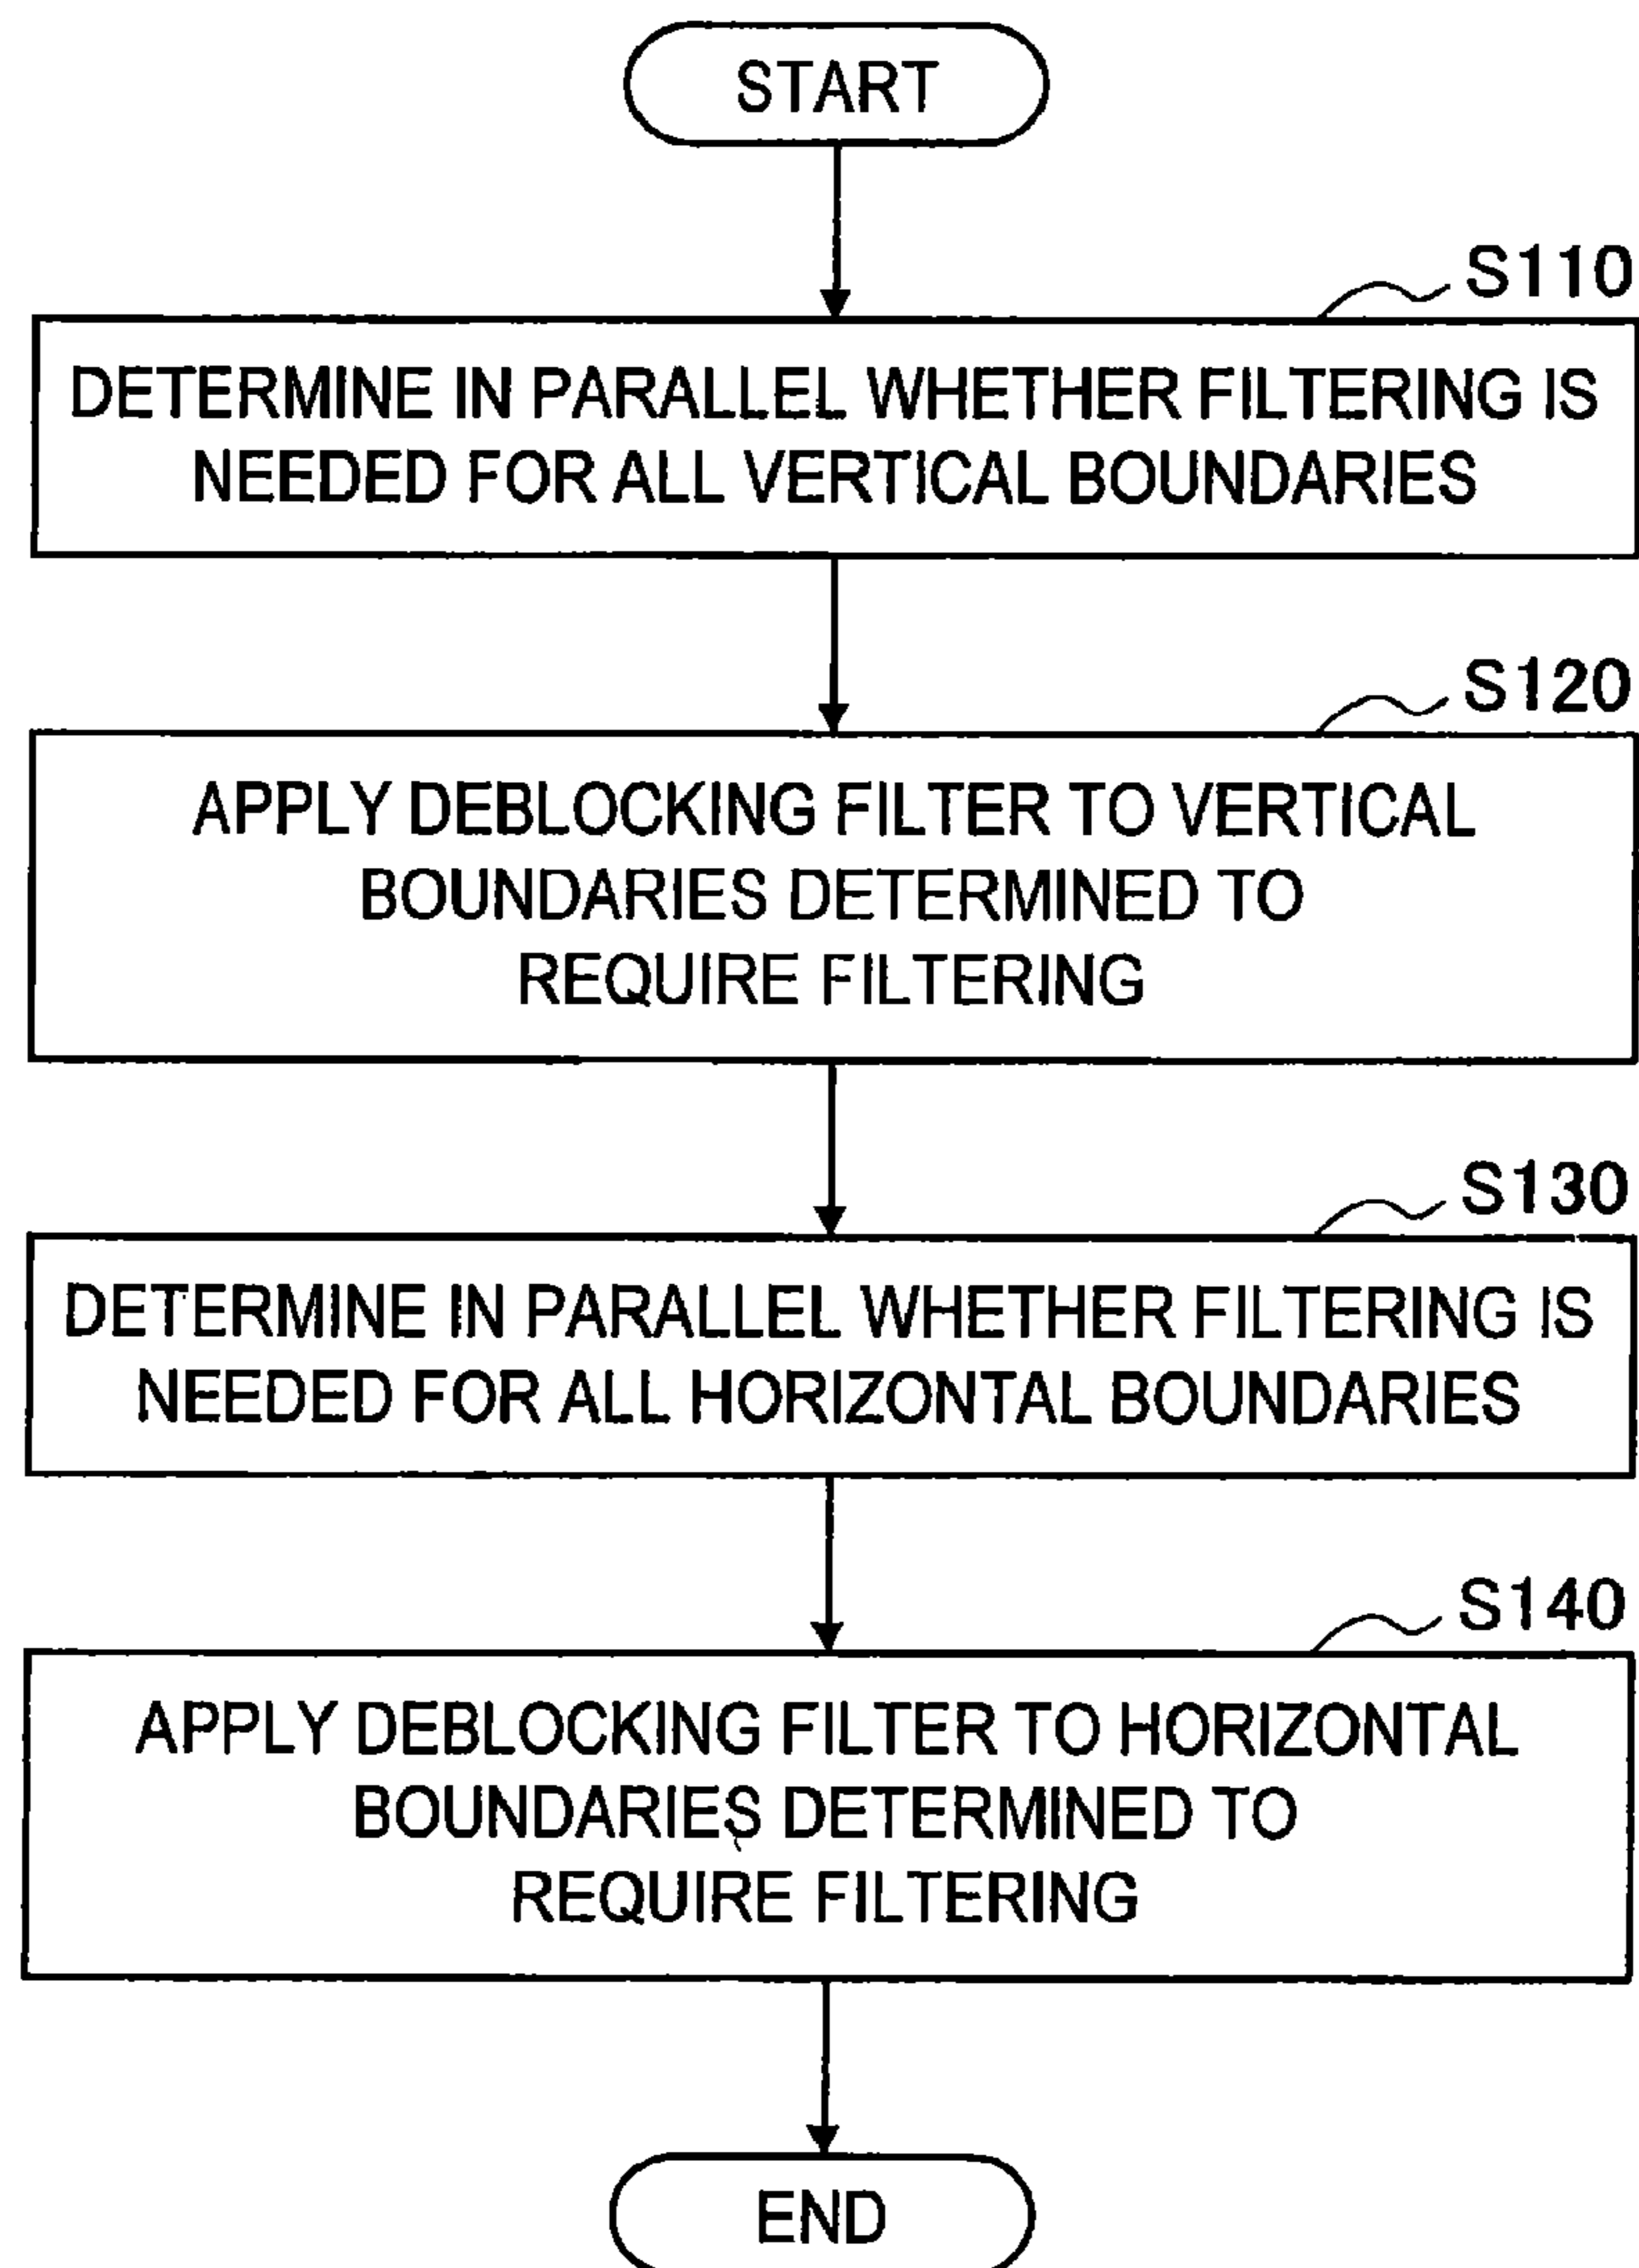 START
S110
DETERMINE IN PARALLEL WHETHER FILTERING IS
NEEDED FOR ALL VERTICAL BOUNDARIES
S120
APPLY DEBLOCKING FILTER TO VERTICAL
BOUNDARIES DETERMINED TO
REQUIRE FILTERING
S130
DETERMINE IN PARALLEL WHETHER FILTERING IS
NEEDED FOR ALL HORIZONTAL BOUNDARIES
S140
APPLY DEBLOCKING FILTER TO HORIZONTAL
BOUNDARIES DETERMINED TO
REQUIRE FILTERING
END